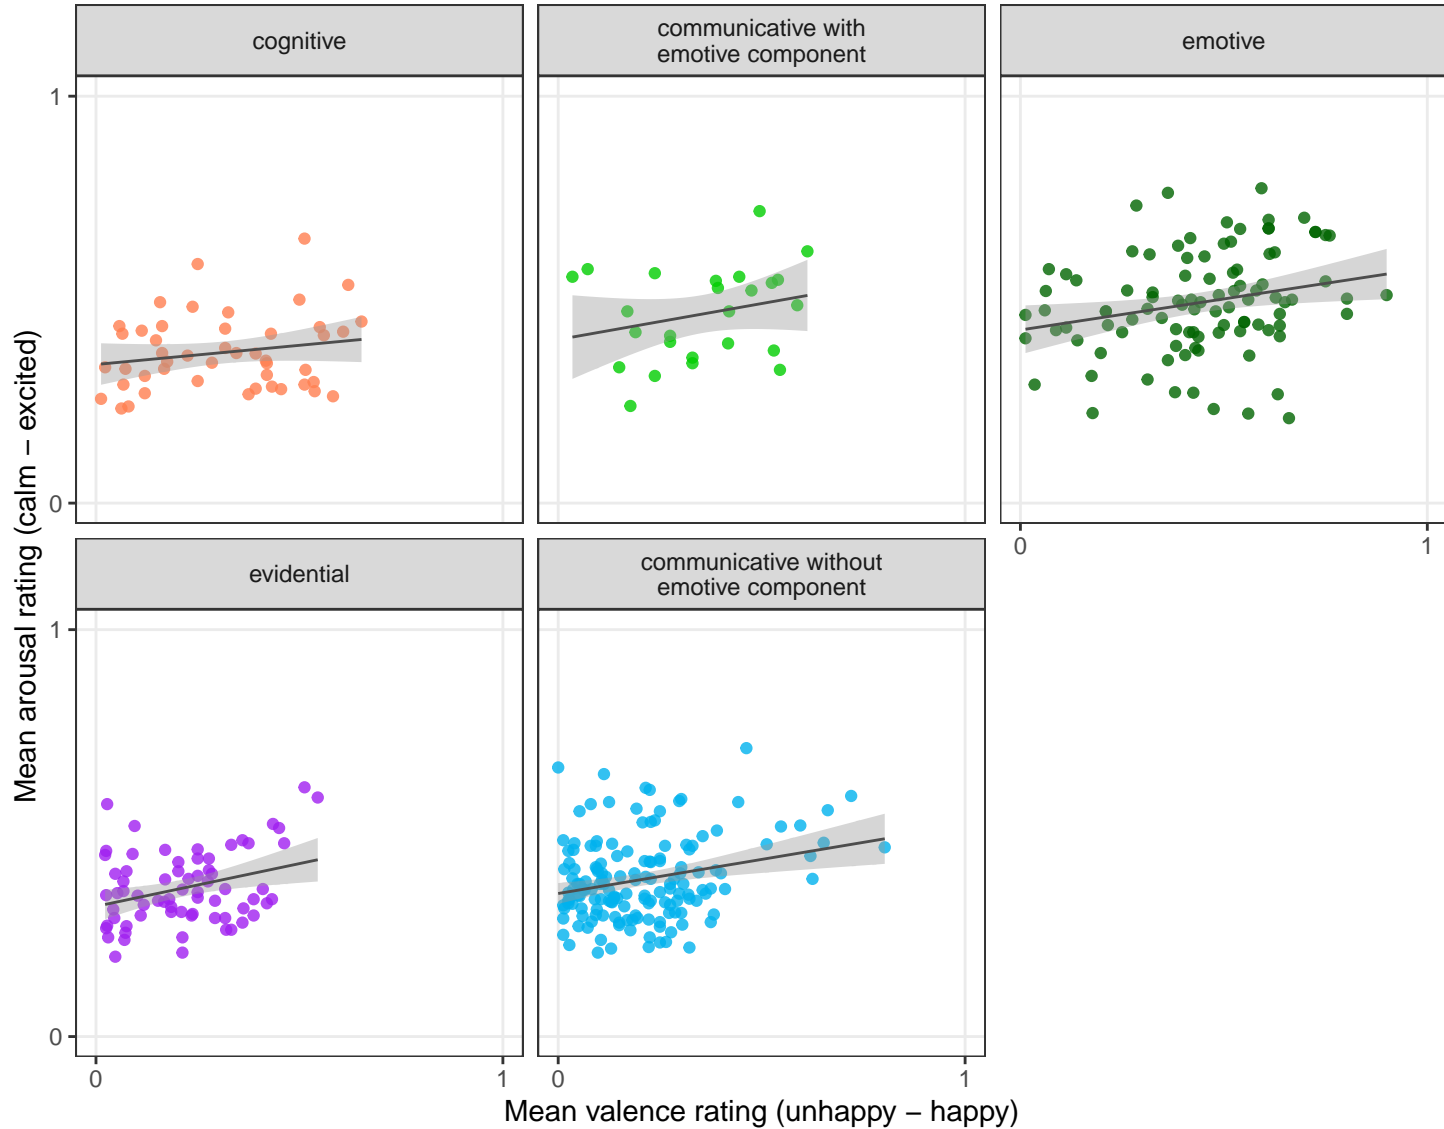 cognitive
communicative with
emotive component
emotive
1
0
0
1
evidential
communicative without
emotive component
1
0
0
1
0
1
Mean arousal rating (calm – excited)
Mean valence rating (unhappy – happy)